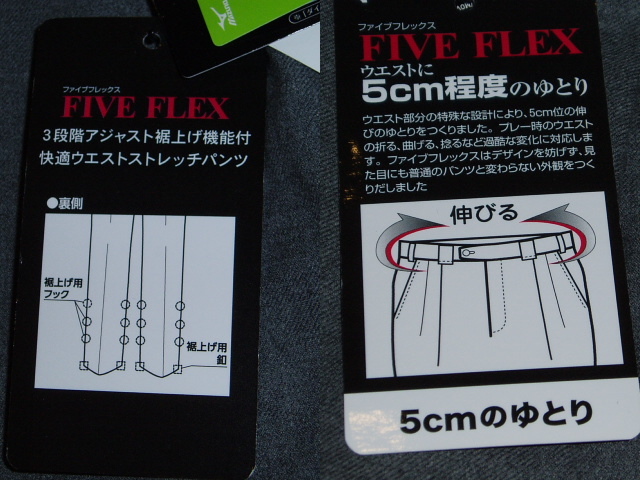 ファイブフレックス
FIVE FLEX
3段階アジャスト裾上げ機能付
快適ウエストストレッチパンツ
●裏側
裾上げ用
フック
裾上げ用
釦
ファイブフレックス
FIVE FLEX
ウエストに
5cm程度のゆとり
ウエスト部分の特殊な設計により、5cm位の伸
びのゆとりをつくりました。プレー時のウエスト
の折る、曲げる、捻るなど過酷な変化に対応しま
す。ファイブフレックスはデザインを妨げず、見
た目にも普通のパンツと変わらない外観をつく
りだしました
伸びる
5cmのゆとり